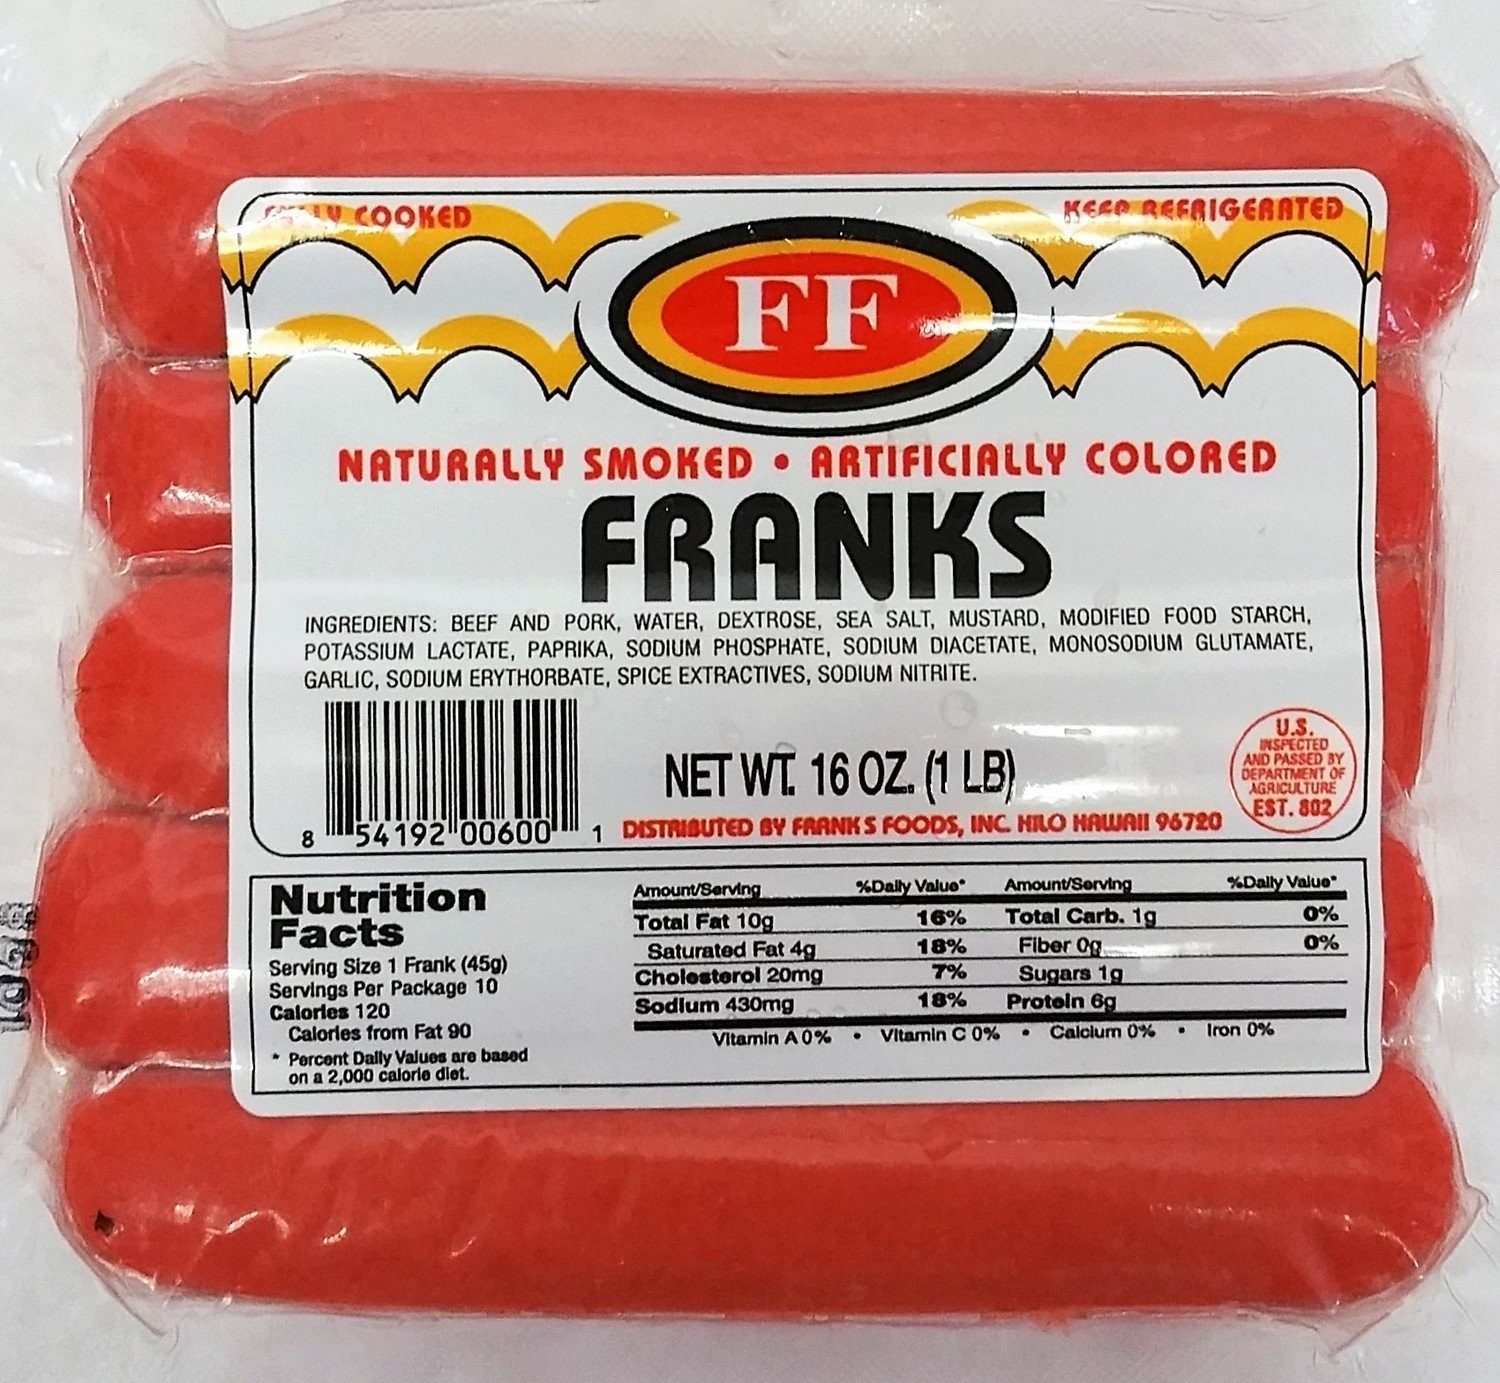 FULLY COOKED
KEEP REFRIGERATED
FF
NATURALLY SMOKED • ARTIFICIALLY COLORED
FRANKS
INGREDIENTS: BEEF AND PORK, WATER, DEXTROSE, SEA SALT, MUSTARD, MODIFIED FOOD STARCH,
POTASSIUM LACTATE, PAPRIKA, SODIUM PHOSPHATE, SODIUM DIACETATE, MONOSODIUM GLUTAMATE,
GARLIC, SODIUM ERYTHORBATE, SPICE EXTRACTIVES, SODIUM NITRITE.
NET WT. 16 OZ. (1 LB)
U.S.
INSPECTED
AND PASSED BY
DEPARTMENT OF
AGRICULTURE
EST. 802
8 54192 00600 1
DISTRIBUTED BY FRANK S FOODS, INC. HILO HAWAII 96720
Nutrition
Facts
Serving Size 1 Frank (45g)
Servings Per Package 10
Calories 120
Calories from Fat 90
* Percent Daily Values are based
on a 2,000 calorie diet.
Amount/Serving %Daily Value* Amount/Serving %Daily Value*
Total Fat 10g 16% Total Carb. 1g 0%
Saturated Fat 4g 18% Fiber 0g 0%
Cholesterol 20mg 7% Sugars 1g
Sodium 430mg 18% Protein 6g
Vitamin A 0% • Vitamin C 0% • Calcium 0% • Iron 0%